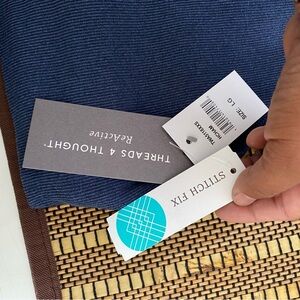 THREADS 4 THOUGHT
ReActive
SIZE: LG
STITCH FIX